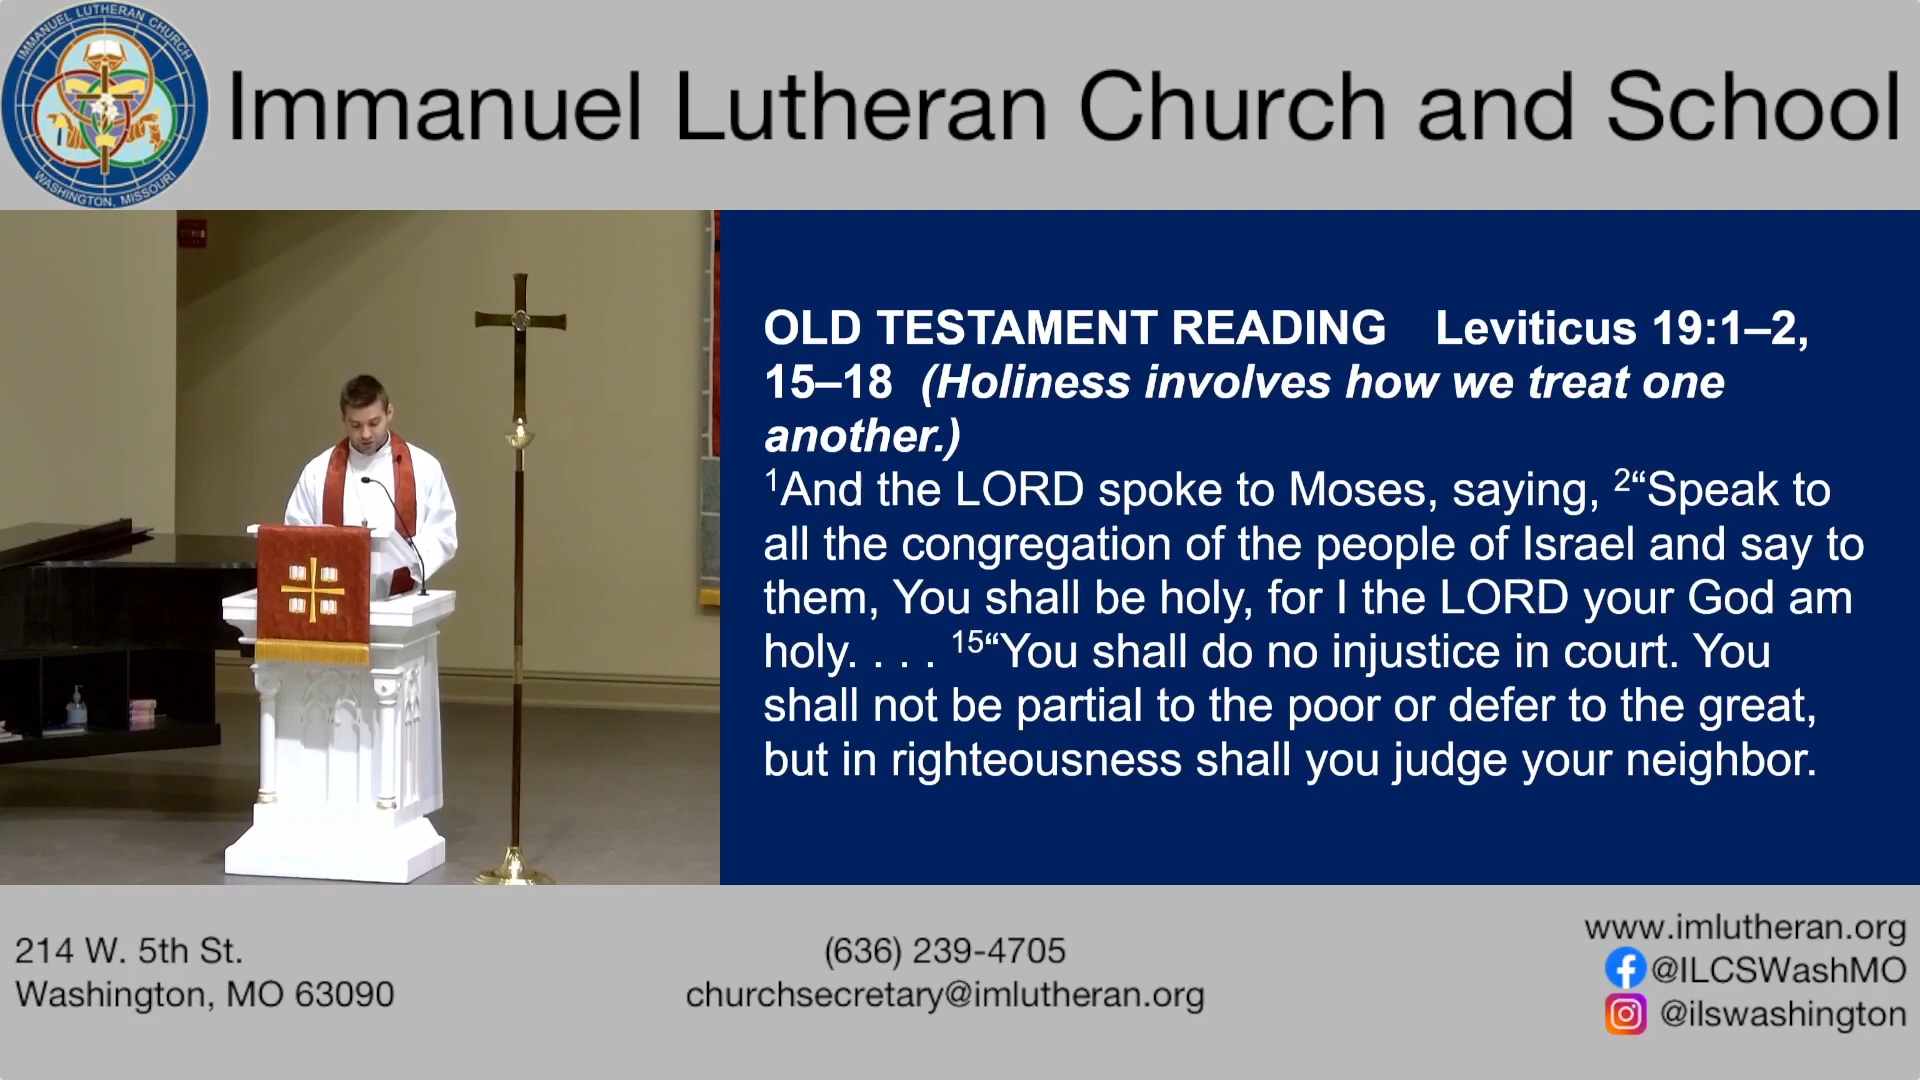 IMMANUEL LUTHERAN CHURCH
WASHINGTON, MISSOURI
Immanuel Lutheran Church and School
OLD TESTAMENT READING Leviticus 19:1–2,
15–18 (Holiness involves how we treat one
another.)
1And the LORD spoke to Moses, saying, 2“Speak to
all the congregation of the people of Israel and say to
them, You shall be holy, for I the LORD your God am
holy. . . . 15“You shall do no injustice in court. You
shall not be partial to the poor or defer to the great,
but in righteousness shall you judge your neighbor.
214 W. 5th St.
Washington, MO 63090
(636) 239-4705
churchsecretary@imlutheran.org
www.imlutheran.org
@ILCSWashMO
@ilswashington